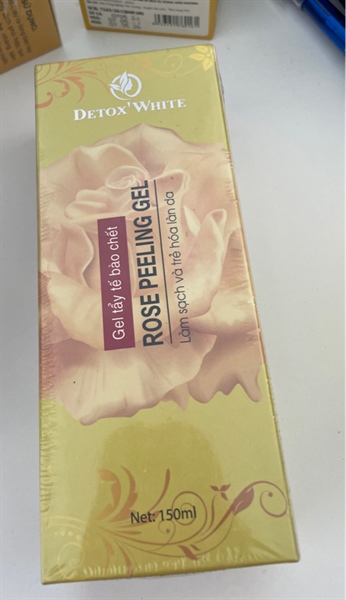 DETOX' WHITE
Gel tẩy tế bào chết
ROSE PEELING GEL
Làm sạch và trẻ hóa làn da
Net: 150ml